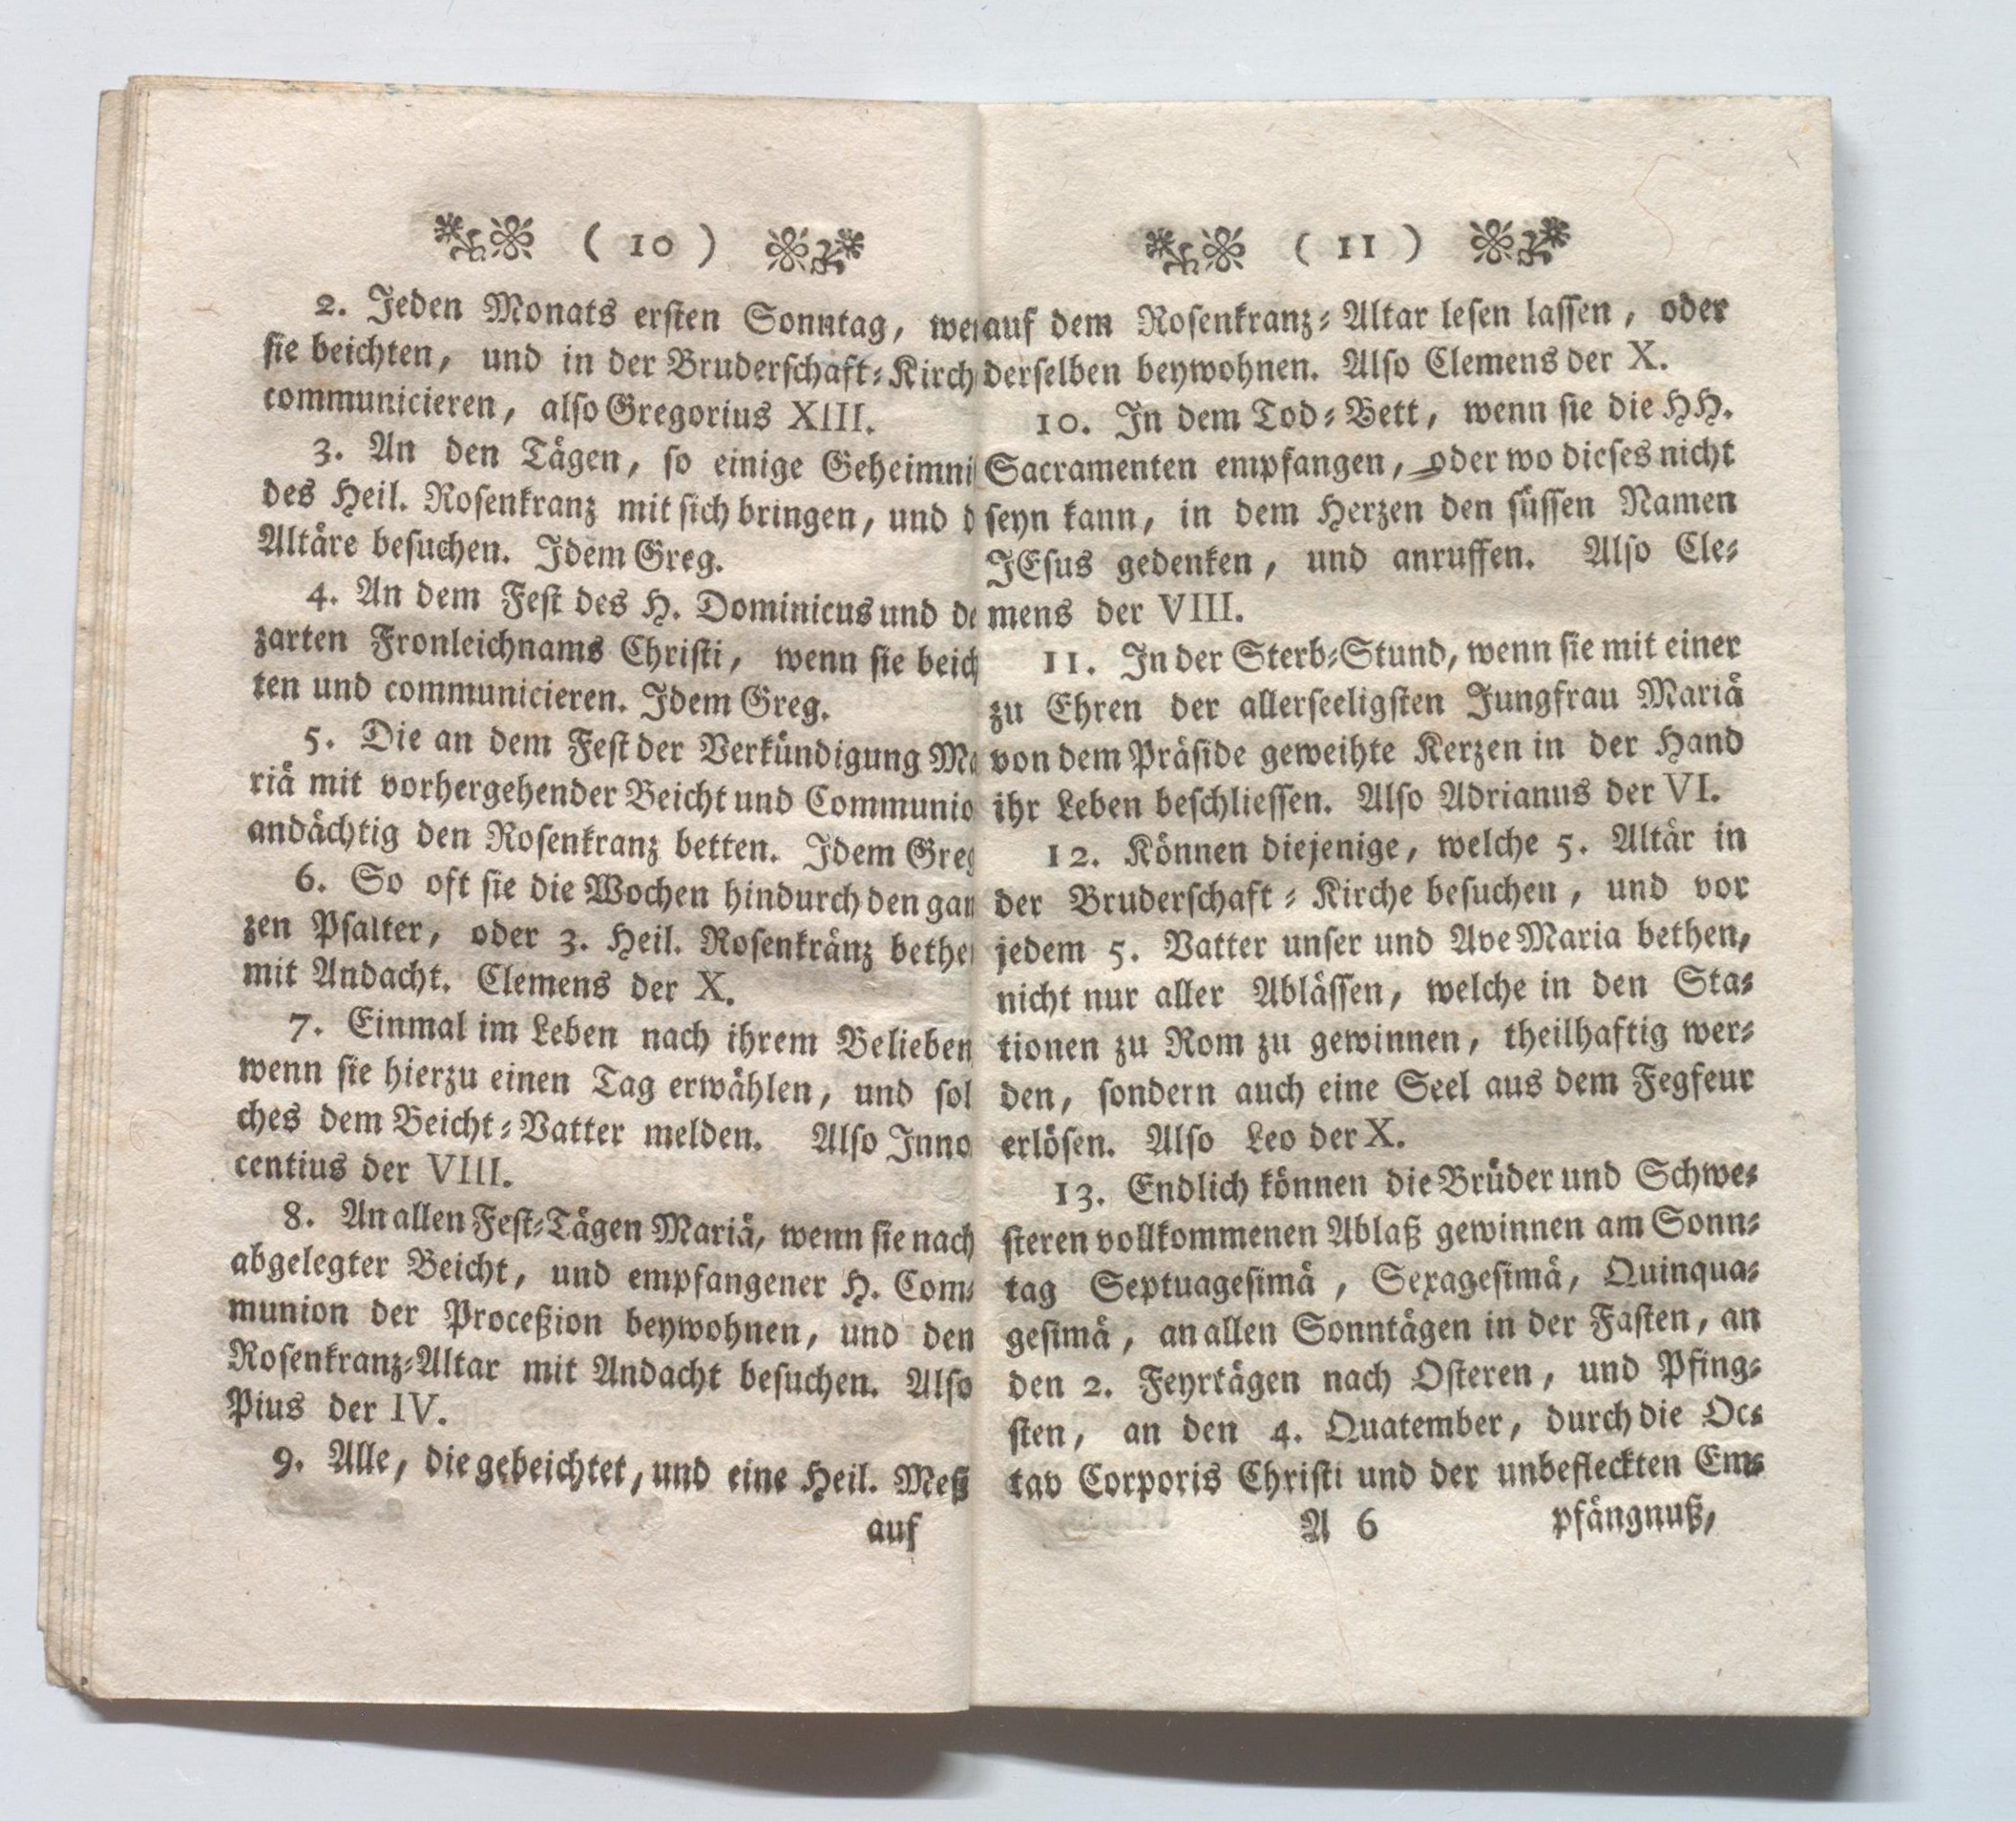 ( 10 )
2. Jeden Monats ersten Sonntag,
sie beichten, und in der Bruderschaft-Kirch
communicieren, also Gregorius XIII.
3. An den Tägen, so einige Geheimni
des Heil. Rosenkranz mit sich bringen, und d
Altäre besuchen. Idem Greg.
4. An dem Fest des H. Dominicus und de
zarten Fronleichnams Christi, wenn sie beich
ten und communicieren. Idem Greg.
5. Die an dem Fest der Verkündigung Ma
riä mit vorhergehender Beicht und Communio
andächtig den Rosenkranz betten. Idem Greg
6. So oft sie die Wochen hindurch den gan
zen Psalter, oder 3. Heil. Rosenkränz bethe
mit Andacht. Clemens der X.
7. Einmal im Leben nach ihrem Belieben
wenn sie hierzu einen Tag erwählen, und sol
ches dem Beicht-Vatter melden. Also Inno
centius der VIII.
8. An allen Fest-Tägen Mariä, wenn sie nach
abgelegter Beicht, und empfangener H. Com-
munion der Proceßion beywohnen, und den
Rosenkranz-Altar mit Andacht besuchen. Also
Pius der IV.
9. Alle, die gebeichtet, und eine Heil. Meß
auf
( 11 )
auf dem Rosenkranz-Altar lesen lassen, oder
derselben beywohnen. Also Clemens der X.
10. In dem Tod-Bett, wenn sie die HH.
Sacramenten empfangen, oder wo dieses nicht
seyn kann, in dem Herzen den süssen Namen
JEsus gedenken, und anruffen. Also Cle-
mens der VIII.
11. In der Sterb-Stund, wenn sie mit einer
zu Ehren der allerseeligsten Jungfrau Mariä
von dem Präside geweihte Kerzen in der Hand
ihr Leben beschliessen. Also Adrianus der VI.
12. Können diejenige, welche 5. Altär in
der Bruderschaft-Kirche besuchen, und vor
jedem 5. Vatter unser und Ave Maria bethen,
nicht nur aller Ablässen, welche in den Sta-
tionen zu Rom zu gewinnen, theilhaftig wer-
den, sondern auch eine Seel aus dem Fegfeur
erlösen. Also Leo der X.
13. Endlich können die Brüder und Schwe-
steren vollkommenen Ablaß gewinnen am Sonn-
tag Septuagesimä, Sexagesimä, Quinqua-
gesimä, an allen Sonntägen in der Fasten, an
den 2. Feyrtägen nach Osteren, und Pfing-
sten, an den 4. Quatember, durch die Oc-
tav Corporis Christi und der unbefleckten Em-
A 6 pfängnuß,